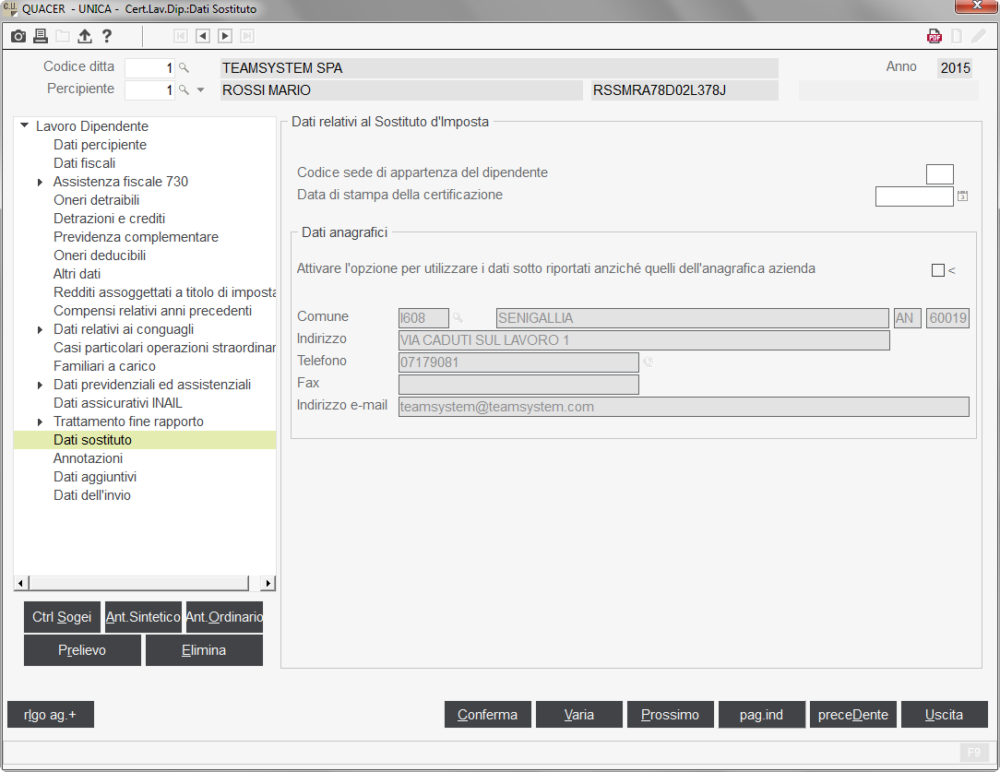 C.U. QUACER - UNICA - Cert.Lav.Dip.:Dati Sostituto
?
PDF
Codice ditta 1 TEAMSYSTEM SPA Anno 2015
Percipiente 1 ROSSI MARIO RSSMRA78D02L378J
Lavoro Dipendente
Dati percipiente
Dati fiscali
Assistenza fiscale 730
Oneri detraibili
Detrazioni e crediti
Previdenza complementare
Oneri deducibili
Altri dati
Redditi assoggettati a titolo di imposta
Compensi relativi anni precedenti
Dati relativi ai conguagli
Casi particolari operazioni straordinar
Familiari a carico
Dati previdenziali ed assistenziali
Dati assicurativi INAIL
Trattamento fine rapporto
Dati sostituto
Annotazioni
Dati aggiuntivi
Dati dell'invio
Ctrl Sogei Ant.Sintetico Ant.Ordinario
Prelievo Elimina
Dati relativi al Sostituto d'Imposta
Codice sede di appartenza del dipendente
Data di stampa della certificazione
Dati anagrafici
Attivare l'opzione per utilizzare i dati sotto riportati anziché quelli dell'anagrafica azienda <
Comune I608 SENIGALLIA AN 60019
Indirizzo VIA CADUTI SUL LAVORO 1
Telefono 07179081
Fax
Indirizzo e-mail teamsystem@teamsystem.com
rIgo ag.+ Conferma Varia Prossimo pag.ind preceDente Uscita
F9